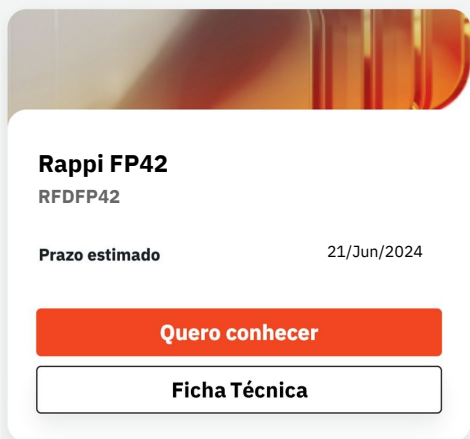 Rappi FP42
RFDFP42
Prazo estimado 21/Jun/2024
Quero conhecer
Ficha Técnica